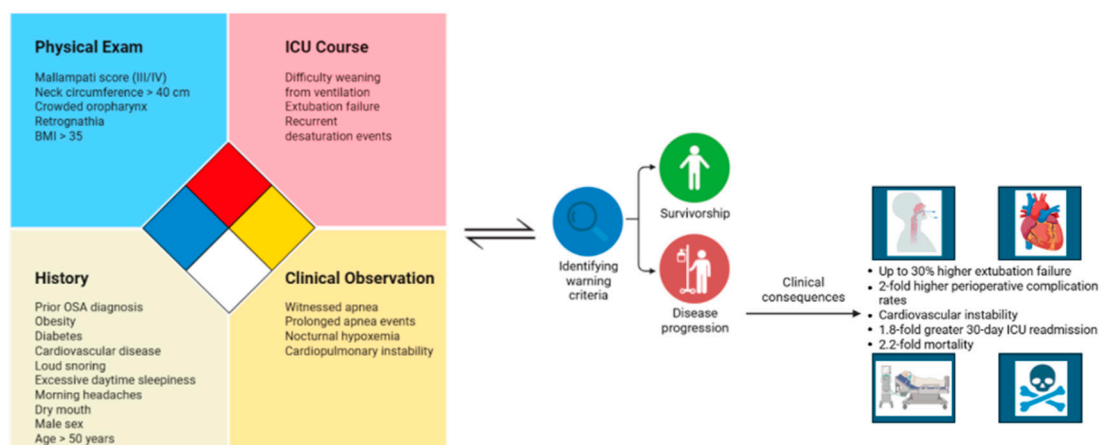 Physical Exam
Mallampati score (III/IV)
Neck circumference > 40 cm
Crowded oropharynx
Retrognathia
BMI > 35
ICU Course
Difficulty weaning
from ventilation
Extubation failure
Recurrent
desaturation events
History
Prior OSA diagnosis
Obesity
Diabetes
Cardiovascular disease
Loud snoring
Excessive daytime sleepiness
Morning headaches
Dry mouth
Male sex
Age > 50 years
Clinical Observation
Witnessed apnea
Prolonged apnea events
Nocturnal hypoxemia
Cardiopulmonary instability
Identifying
warning
criteria
Survivorship
Disease
progression
Clinical
consequences
• Up to 30% higher extubation failure
• 2-fold higher perioperative complication
rates
• Cardiovascular instability
• 1.8-fold greater 30-day ICU readmission
• 2.2-fold mortality